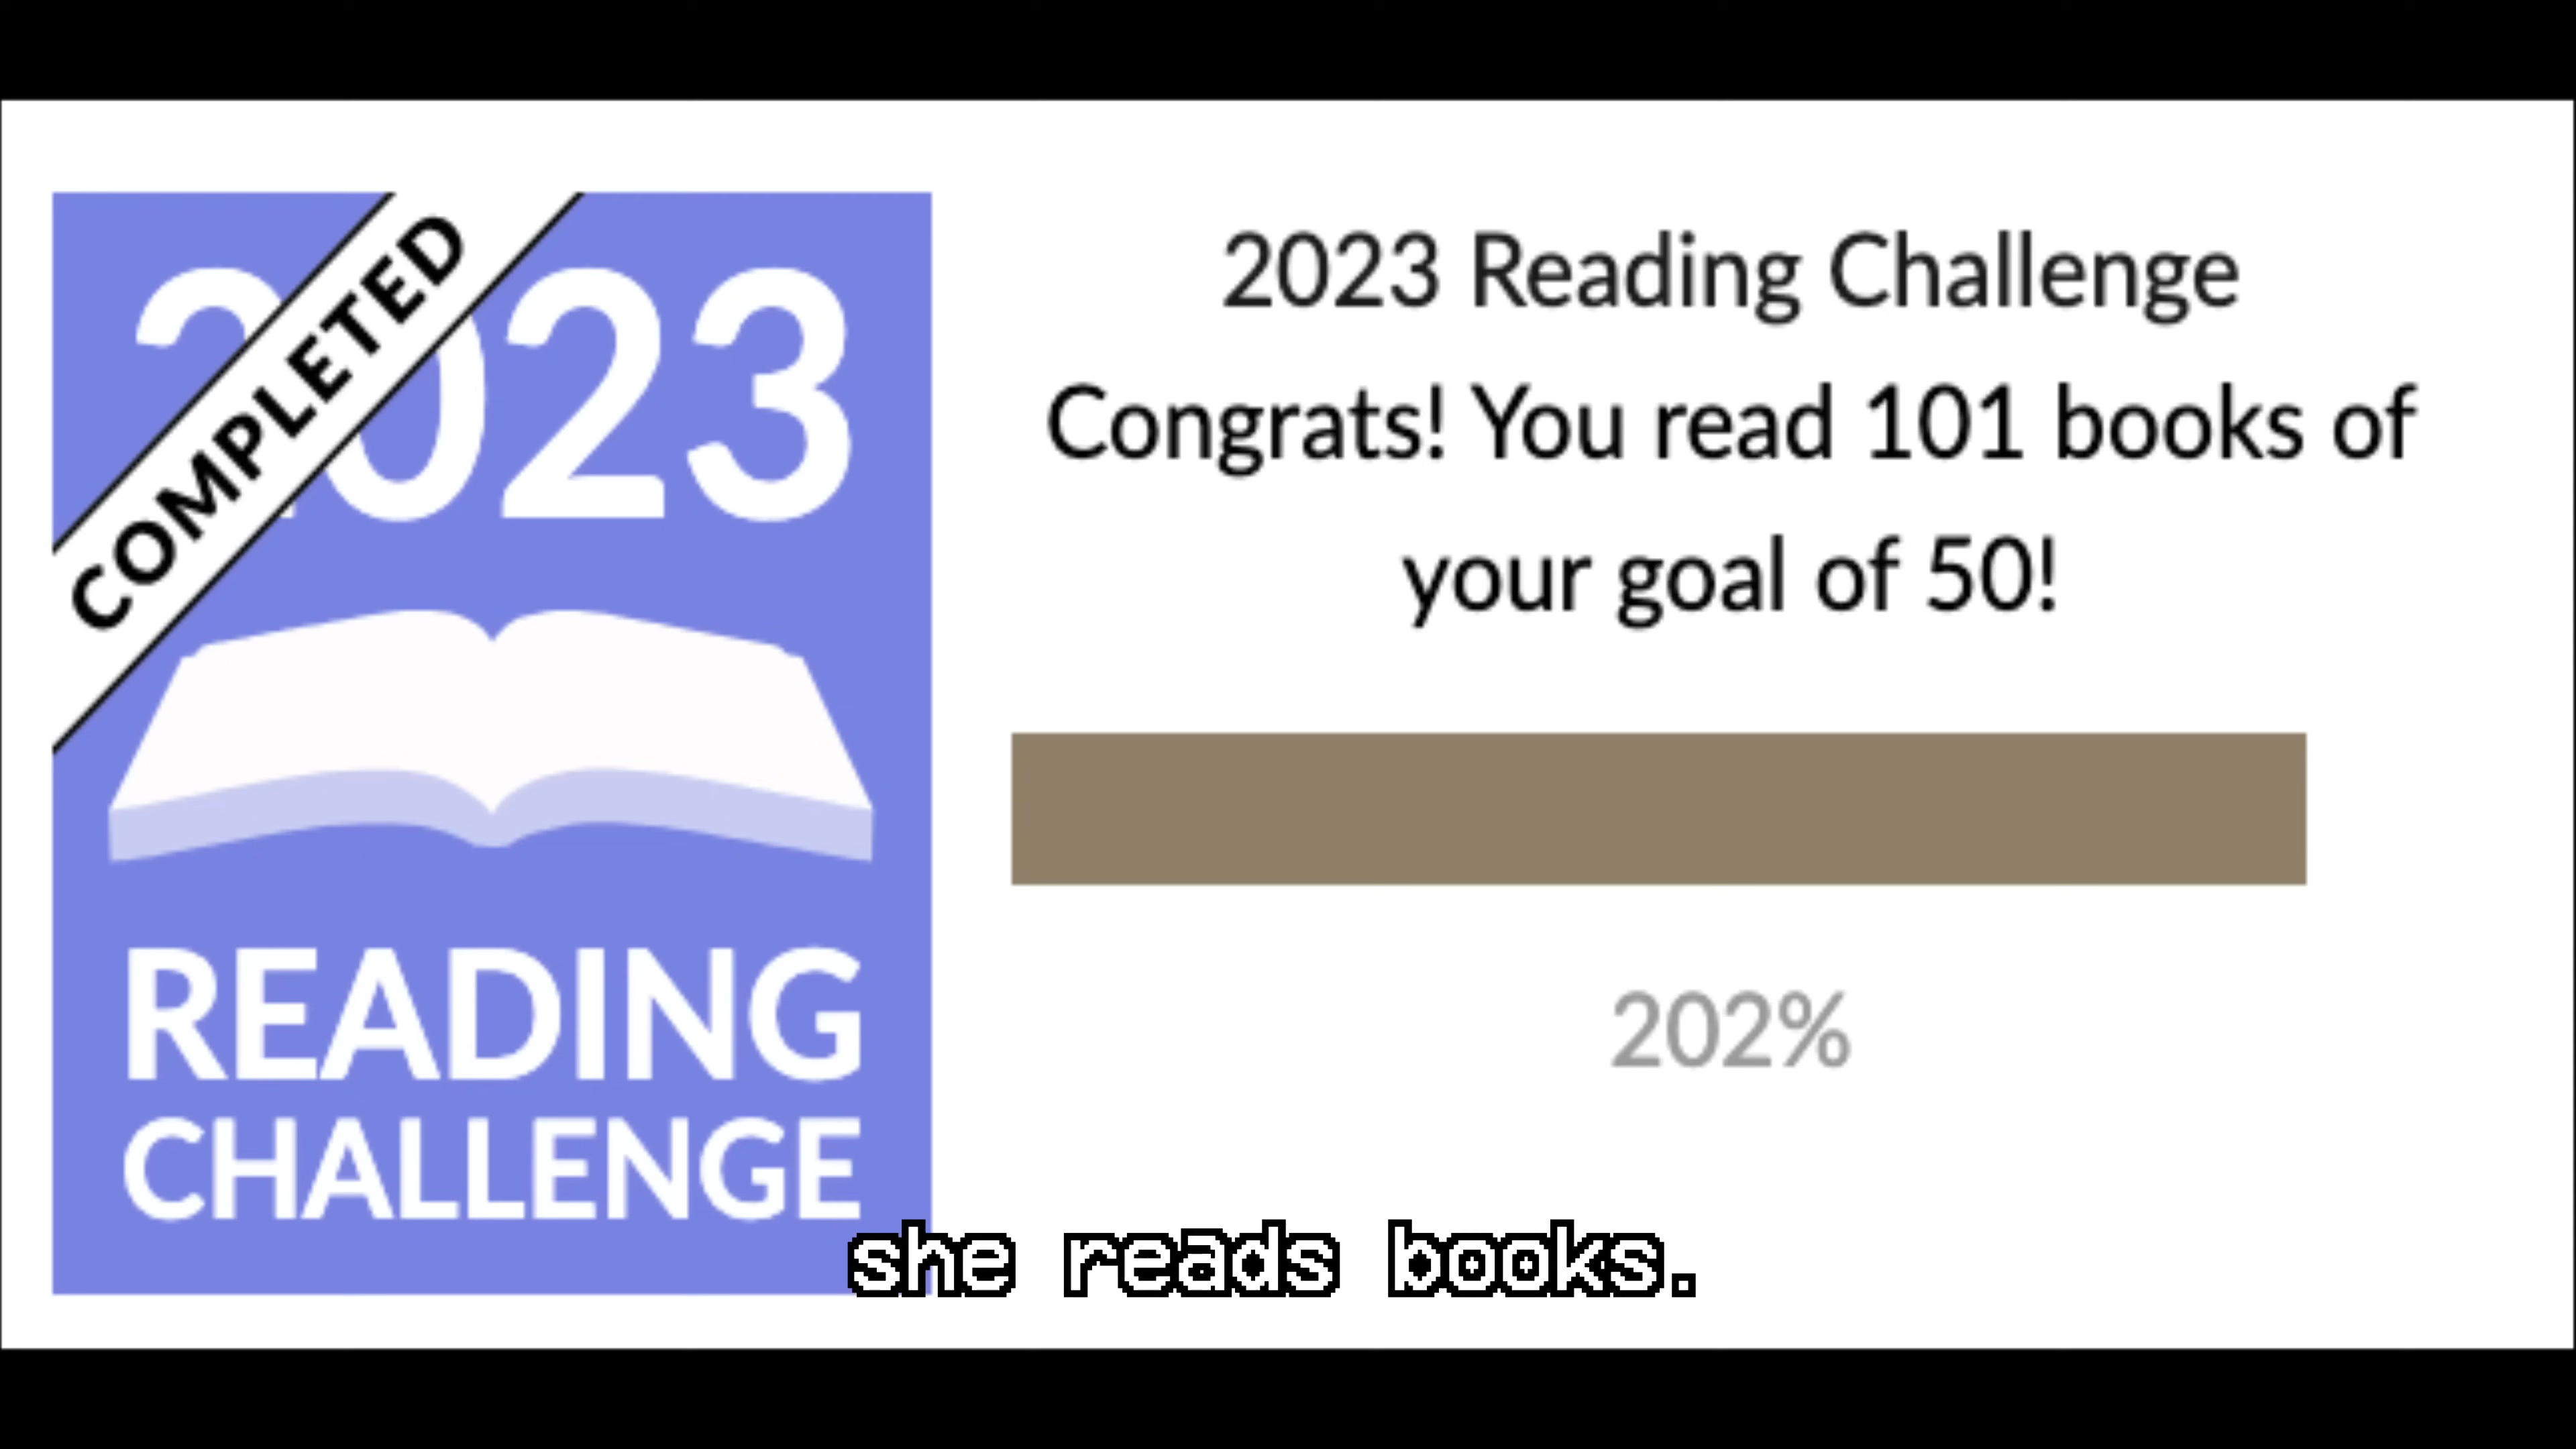 COMPLETED
2023
READING
CHALLENGE
2023 Reading Challenge
Congrats! You read 101 books of
your goal of 50!
202%
she reads books.